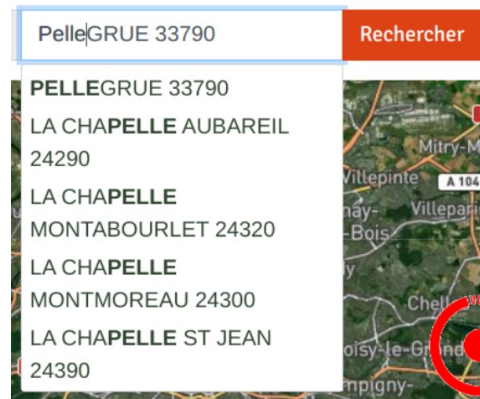 PelleGRUE 33790
Rechercher
PELLEGRUE 33790
LA CHAPELLE AUBAREIL
24290
LA CHAPELLE
MONTABOURLET 24320
LA CHAPELLE
MONTMOREAU 24300
LA CHAPELLE ST JEAN
24390
Mitry-M
Villepinte
A 104
nay-
Villepari
-Bois
Chell
oisy-le-Grand
mpigny-